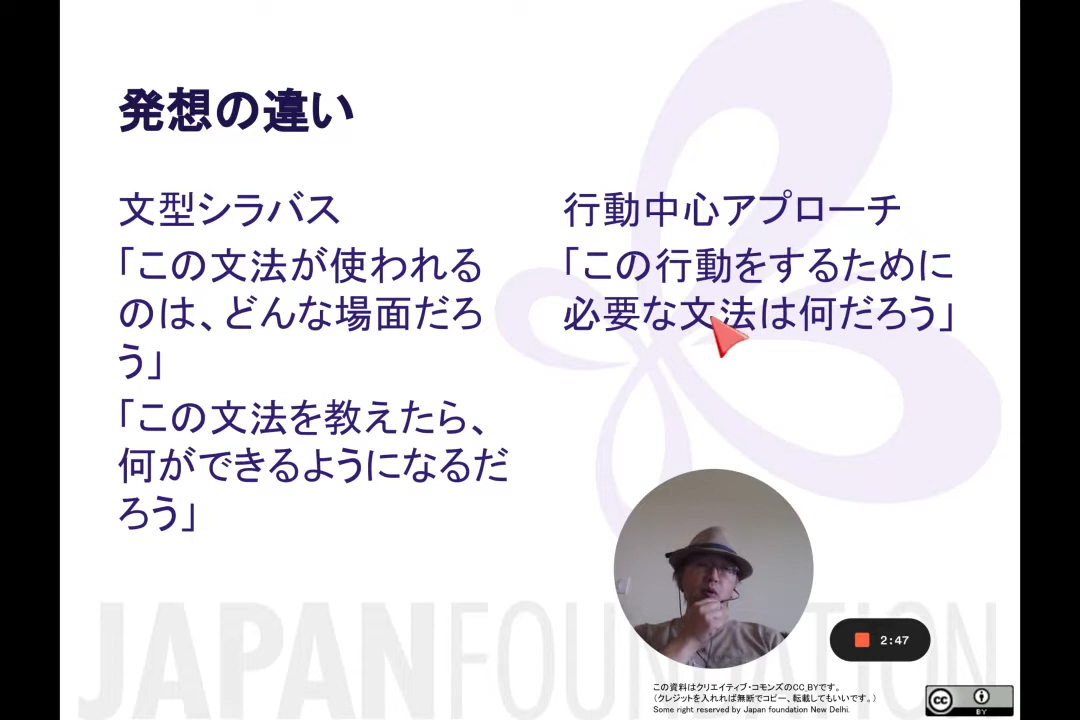 発想の違い
文型シラバス
「この文法が使われる
のは、どんな場面だろ
う」
「この文法を教えたら、
何ができるようになるだ
ろう」
行動中心アプローチ
「この行動をするために
必要な文法は何だろう」
JAPANFOUNDATION
2:47
この資料はクリエイティブ・コモンズのCC_BYです。
（クレジットを入れれば無断でコピー、転載してもいいです。）
Some right reserved by Japan foundation New Delhi.
cc
BY